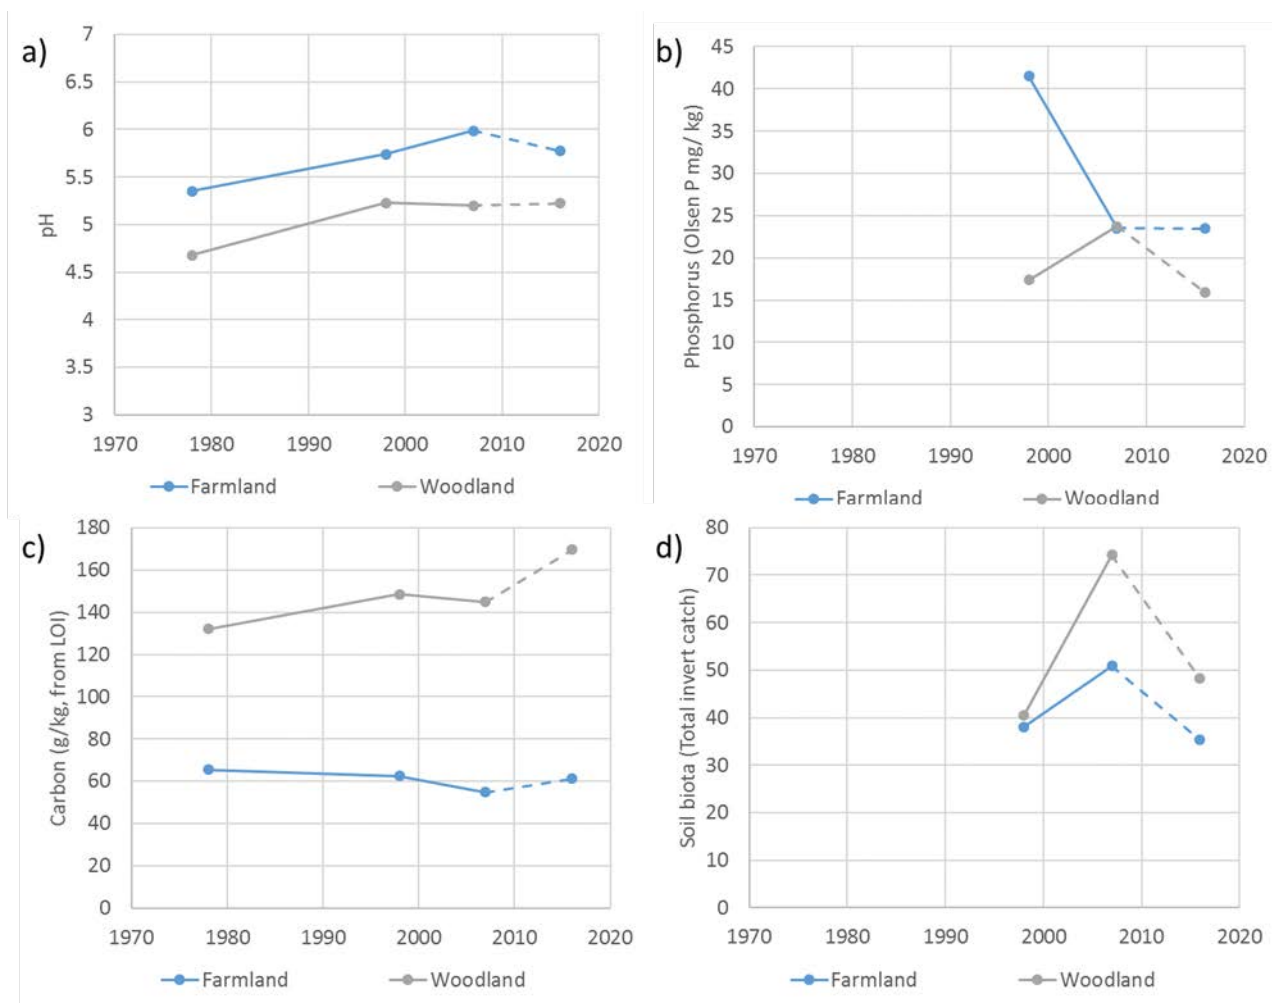 a)
pH
7
6.5
6
5.5
5
4.5
4
3.5
3
1970 1980 1990 2000 2010 2020
Farmland Woodland
b)
Phosphorus (Olsen P mg/ kg)
45
40
35
30
25
20
15
10
5
0
1970 1980 1990 2000 2010 2020
Farmland Woodland
c)
Carbon (g/kg, from LOI)
180
160
140
120
100
80
60
40
20
0
1970 1980 1990 2000 2010 2020
Farmland Woodland
d)
Soil biota (Total invert catch)
80
70
60
50
40
30
20
10
0
1970 1980 1990 2000 2010 2020
Farmland Woodland